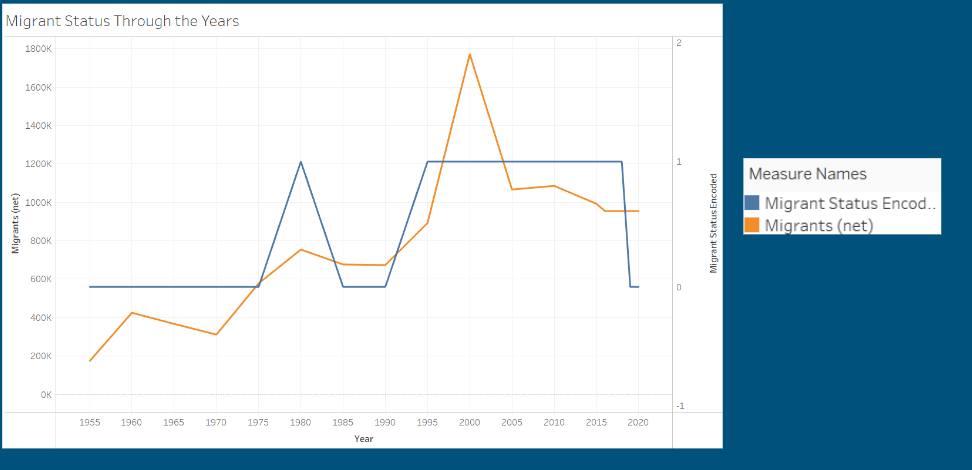 Migrant Status Through the Years
1800K
1600K
1400K
1200K
1000K
800K
600K
400K
200K
0K
Migrants (net)
2
1
0
-1
Migrant Status Encoded
1955 1960 1965 1970 1975 1980 1985 1990 1995 2000 2005 2010 2015 2020
Year
Measure Names
Migrant Status Encod..
Migrants (net)